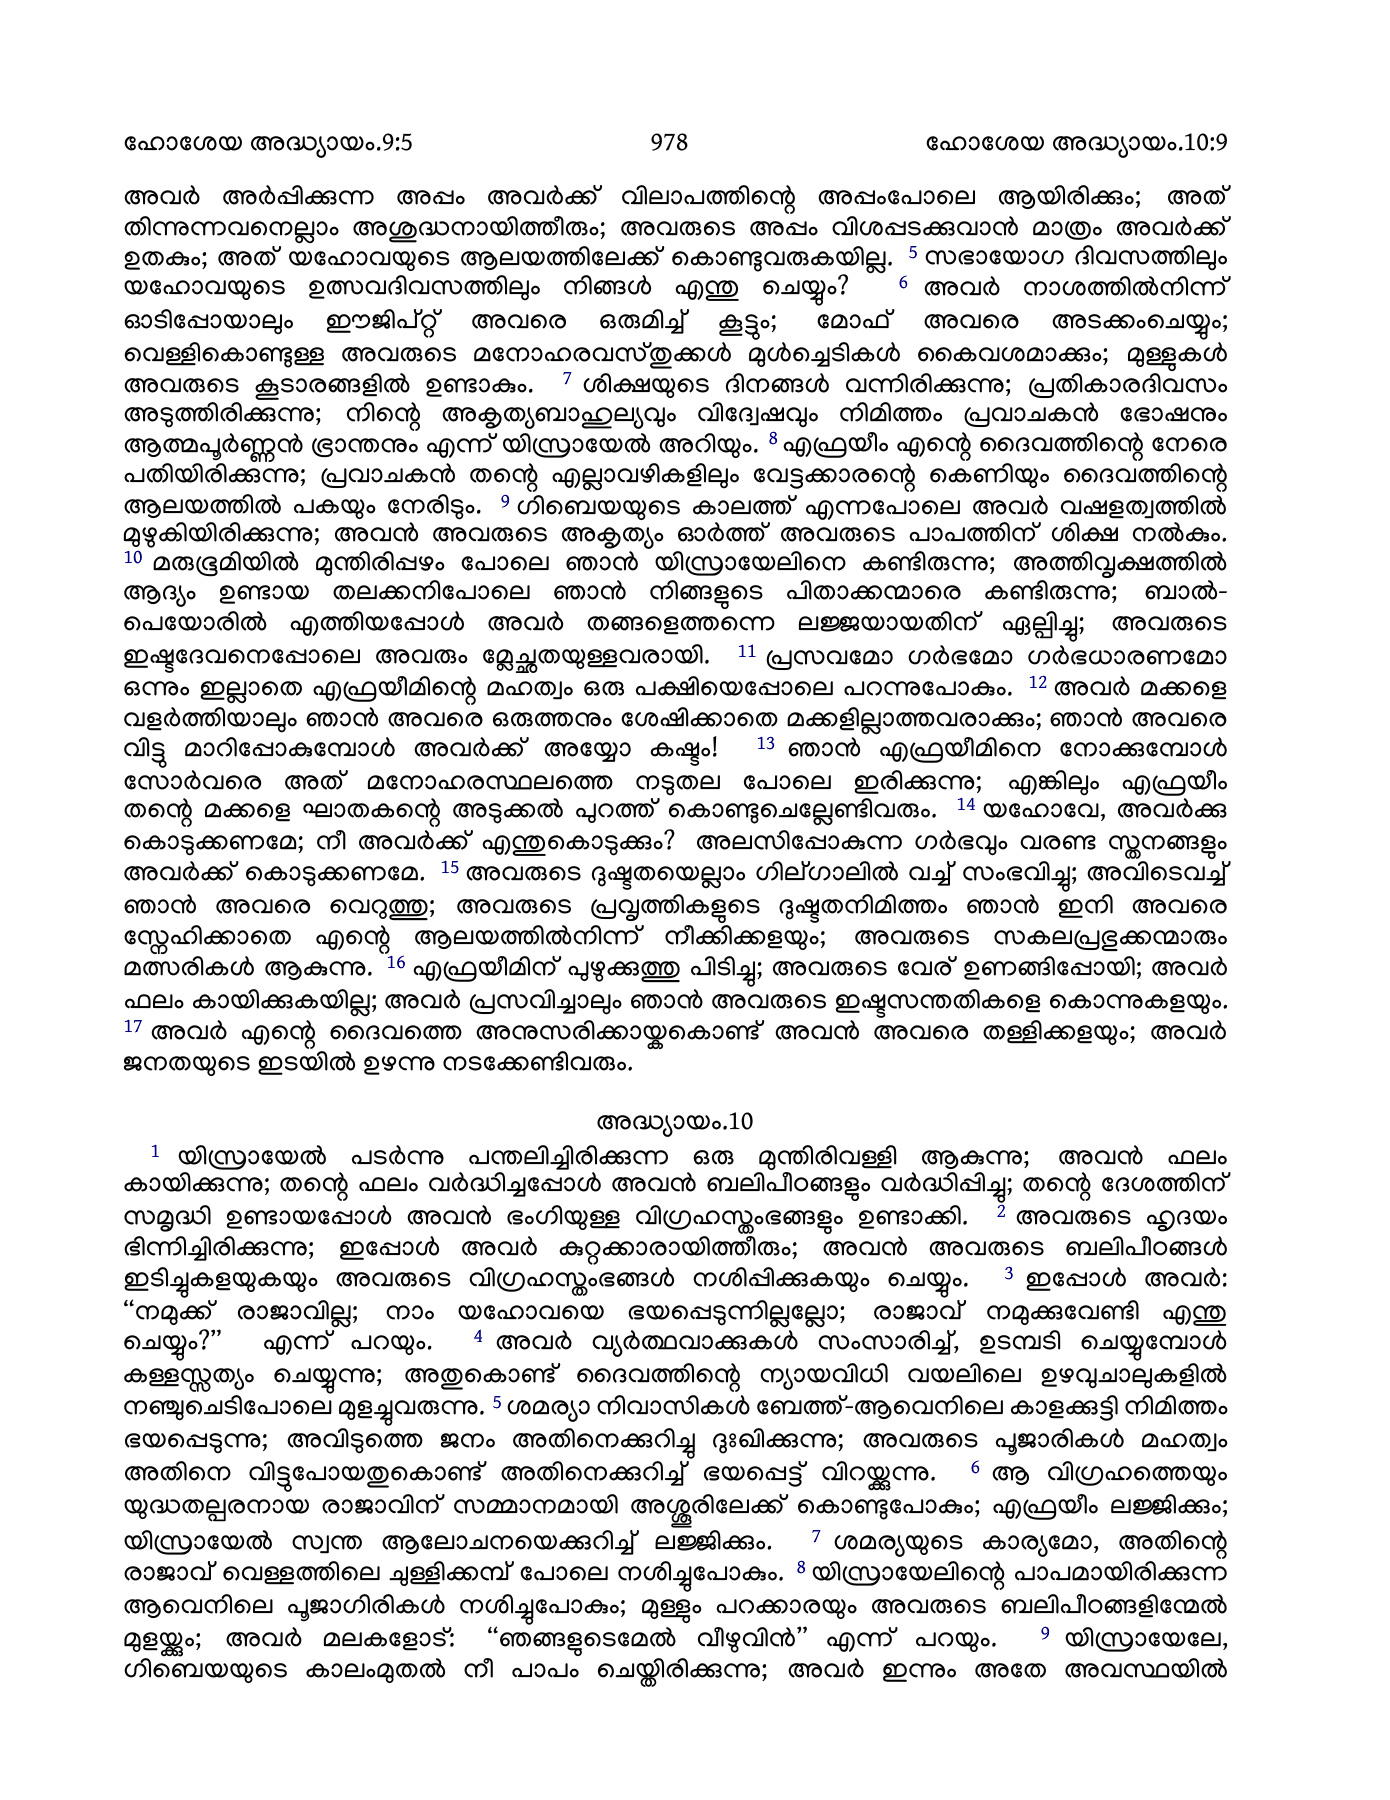 ഹോശേയ അദ്ധ്യായം.9:5 978 ഹോശേയ അദ്ധ്യായം.10:9
അവർ അർപ്പിക്കുന്ന അപ്പം അവർക്ക് വിലാപത്തിന്റെ അപ്പംപോലെ ആയിരിക്കും; അത്
തിന്നുന്നവനെല്ലാം അശുദ്ധനായിത്തീരും; അവരുടെ അപ്പം വിശപ്പടക്കുവാൻ മാത്രം അവർക്ക്
ഉതകും; അത് യഹോവയുടെ ആലയത്തിലേക്ക് കൊണ്ടുവരുകയില്ല. 5 സഭായോഗ ദിവസത്തിലും
യഹോവയുടെ ഉത്സവദിവസത്തിലും നിങ്ങൾ എന്തു ചെയ്യും? 6 അവർ നാശത്തിൽനിന്ന്
ഓടിപ്പോയാലും ഈജിപ്റ്റ് അവരെ ഒരുമിച്ച് കൂട്ടും; മോഫ് അവരെ അടക്കംചെയ്യും;
വെള്ളികൊണ്ടുള്ള അവരുടെ മനോഹരവസ്തുക്കൾ മുൾച്ചെടികൾ കൈവശമാക്കും; മുള്ളുകൾ
അവരുടെ കൂടാരങ്ങളിൽ ഉണ്ടാകും. 7 ശിക്ഷയുടെ ദിനങ്ങൾ വന്നിരിക്കുന്നു; പ്രതികാരദിവസം
അടുത്തിരിക്കുന്നു; നിന്റെ അകൃത്യബാഹുല്യവും വിദ്വേഷവും നിമിത്തം പ്രവാചകൻ ഭോഷനും
ആത്മപൂർണ്ണൻ ഭ്രാന്തനും എന്ന് യിസ്രായേൽ അറിയും. 8 എഫ്രയീം എന്റെ ദൈവത്തിന്റെ നേരെ
പതിയിരിക്കുന്നു; പ്രവാചകൻ തന്റെ എല്ലാവഴികളിലും വേട്ടക്കാരന്റെ കെണിയും ദൈവത്തിന്റെ
ആലയത്തിൽ പകയും നേരിടും. 9 ഗിബെയയുടെ കാലത്ത് എന്നപോലെ അവർ വഷളത്വത്തിൽ
മുഴുകിയിരിക്കുന്നു; അവൻ അവരുടെ അകൃത്യം ഓർത്ത് അവരുടെ പാപത്തിന് ശിക്ഷ നൽകും.
10 മരുഭൂമിയിൽ മുന്തിരിപ്പഴം പോലെ ഞാൻ യിസ്രായേലിനെ കണ്ടിരുന്നു; അത്തിവൃക്ഷത്തിൽ
ആദ്യം ഉണ്ടായ തലക്കനിപോലെ ഞാൻ നിങ്ങളുടെ പിതാക്കന്മാരെ കണ്ടിരുന്നു; ബാൽ-
പെയോരിൽ എത്തിയപ്പോൾ അവർ തങ്ങളെത്തന്നെ ലജ്ജയായതിന് ഏല്പിച്ചു; അവരുടെ
ഇഷ്ടദേവനെപ്പോലെ അവരും മ്ലേച്ഛതയുള്ളവരായി. 11 പ്രസവമോ ഗർഭമോ ഗർഭധാരണമോ
ഒന്നും ഇല്ലാതെ എഫ്രയീമിന്റെ മഹത്വം ഒരു പക്ഷിയെപ്പോലെ പറന്നുപോകും. 12 അവർ മക്കളെ
വളർത്തിയാലും ഞാൻ അവരെ ഒരുത്തനും ശേഷിക്കാതെ മക്കളില്ലാത്തവരാക്കും; ഞാൻ അവരെ
വിട്ടു മാറിപ്പോകുമ്പോൾ അവർക്ക് അയ്യോ കഷ്ടം! 13 ഞാൻ എഫ്രയീമിനെ നോക്കുമ്പോൾ
സോർവരെ അത് മനോഹരസ്ഥലത്തെ നടുതല പോലെ ഇരിക്കുന്നു; എങ്കിലും എഫ്രയീം
തന്റെ മക്കളെ ഘാതകന്റെ അടുക്കൽ പുറത്ത് കൊണ്ടുചെല്ലേണ്ടിവരും. 14 യഹോവേ, അവർക്കു
കൊടുക്കണമേ; നീ അവർക്ക് എന്തുകൊടുക്കും? അലസിപ്പോകുന്ന ഗർഭവും വരണ്ട സ്തനങ്ങളും
അവർക്ക് കൊടുക്കണമേ. 15 അവരുടെ ദുഷ്ടതയെല്ലാം ഗില്ഗാലിൽ വച്ച് സംഭവിച്ചു; അവിടെവച്ച്
ഞാൻ അവരെ വെറുത്തു; അവരുടെ പ്രവൃത്തികളുടെ ദുഷ്ടതനിമിത്തം ഞാൻ ഇനി അവരെ
സ്നേഹിക്കാതെ എന്റെ ആലയത്തിൽനിന്ന് നീക്കിക്കളയും; അവരുടെ സകലപ്രഭുക്കന്മാരും
മത്സരികൾ ആകുന്നു. 16 എഫ്രയീമിന് പുഴുക്കുത്തു പിടിച്ചു; അവരുടെ വേര് ഉണങ്ങിപ്പോയി; അവർ
ഫലം കായിക്കുകയില്ല; അവർ പ്രസവിച്ചാലും ഞാൻ അവരുടെ ഇഷ്ടസന്തതികളെ കൊന്നുകളയും.
17 അവർ എന്റെ ദൈവത്തെ അനുസരിക്കായ്കകൊണ്ട് അവൻ അവരെ തള്ളിക്കളയും; അവർ
ജനതയുടെ ഇടയിൽ ഉഴന്നു നടക്കേണ്ടിവരും.
അദ്ധ്യായം.10
1 യിസ്രായേൽ പടർന്നു പന്തലിച്ചിരിക്കുന്ന ഒരു മുന്തിരിവള്ളി ആകുന്നു; അവൻ ഫലം
കായിക്കുന്നു; തന്റെ ഫലം വർദ്ധിച്ചപ്പോൾ അവൻ ബലിപീഠങ്ങളും വർദ്ധിപ്പിച്ചു; തന്റെ ദേശത്തിന്
സമൃദ്ധി ഉണ്ടായപ്പോൾ അവൻ ഭംഗിയുള്ള വിഗ്രഹസ്തംഭങ്ങളും ഉണ്ടാക്കി. 2 അവരുടെ ഹൃദയം
ഭിന്നിച്ചിരിക്കുന്നു; ഇപ്പോൾ അവർ കുറ്റക്കാരായിത്തീരും; അവൻ അവരുടെ ബലിപീഠങ്ങൾ
ഇടിച്ചുകളയുകയും അവരുടെ വിഗ്രഹസ്തംഭങ്ങൾ നശിപ്പിക്കുകയും ചെയ്യും. 3 ഇപ്പോൾ അവർ:
“നമുക്ക് രാജാവില്ല; നാം യഹോവയെ ഭയപ്പെടുന്നില്ലല്ലോ; രാജാവ് നമുക്കുവേണ്ടി എന്തു
ചെയ്യും?” എന്ന് പറയും. 4 അവർ വ്യർത്ഥവാക്കുകൾ സംസാരിച്ച്, ഉടമ്പടി ചെയ്യുമ്പോൾ
കള്ളസ്സത്യം ചെയ്യുന്നു; അതുകൊണ്ട് ദൈവത്തിന്റെ ന്യായവിധി വയലിലെ ഉഴവുചാലുകളിൽ
നഞ്ചുചെടിപോലെ മുളച്ചുവരുന്നു. 5 ശമര്യാ നിവാസികൾ ബേത്ത്-ആവെനിലെ കാളക്കുട്ടി നിമിത്തം
ഭയപ്പെടുന്നു; അവിടുത്തെ ജനം അതിനെക്കുറിച്ചു ദുഃഖിക്കുന്നു; അവരുടെ പൂജാരികൾ മഹത്വം
അതിനെ വിട്ടുപോയതുകൊണ്ട് അതിനെക്കുറിച്ച് ഭയപ്പെട്ട് വിറയ്ക്കുന്നു. 6 ആ വിഗ്രഹത്തെയും
യുദ്ധതല്പരനായ രാജാവിന് സമ്മാനമായി അശ്ശൂരിലേക്ക് കൊണ്ടുപോകും; എഫ്രയീം ലജ്ജിക്കും;
യിസ്രായേൽ സ്വന്ത ആലോചനയെക്കുറിച്ച് ലജ്ജിക്കും. 7 ശമര്യയുടെ കാര്യമോ, അതിന്റെ
രാജാവ് വെള്ളത്തിലെ ചുള്ളിക്കമ്പ് പോലെ നശിച്ചുപോകും. 8 യിസ്രായേലിന്റെ പാപമായിരിക്കുന്ന
ആവെനിലെ പൂജാഗിരികൾ നശിച്ചുപോകും; മുള്ളും പറക്കാരയും അവരുടെ ബലിപീഠങ്ങളിന്മേൽ
മുളയ്ക്കും; അവർ മലകളോട്: “ഞങ്ങളുടെമേൽ വീഴുവിൻ” എന്ന് പറയും. 9 യിസ്രായേലേ,
ഗിബെയയുടെ കാലംമുതൽ നീ പാപം ചെയ്തിരിക്കുന്നു; അവർ ഇന്നും അതേ അവസ്ഥയിൽ